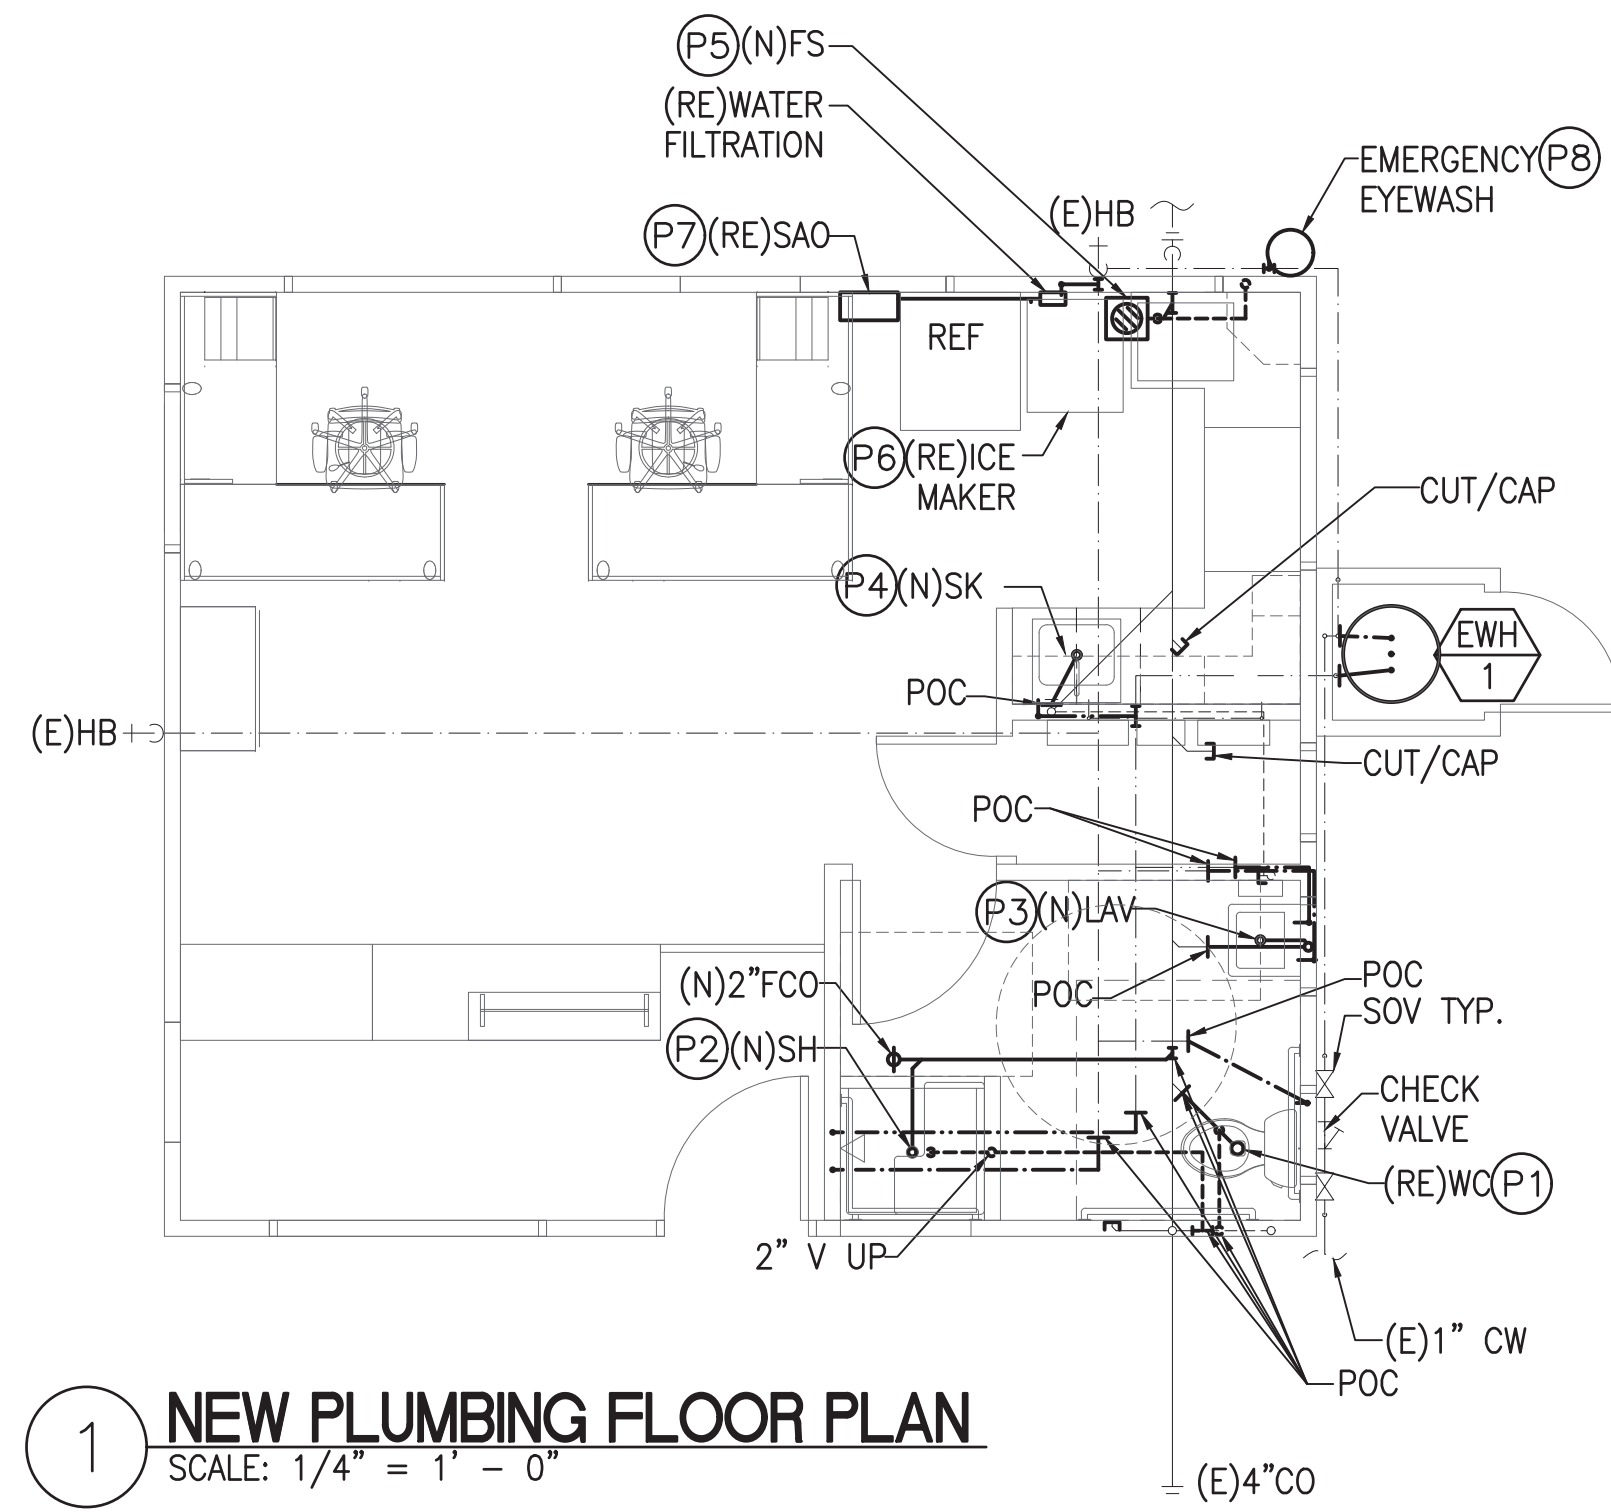 P5 (N)FS
(RE)WATER
FILTRATION
EMERGENCY P8
EYEWASH
(E)HB
P7 (RE)SAO
REF
P6 (RE)ICE
MAKER
CUT/CAP
P4 (N)SK
EWH
1
POC
(E)HB
CUT/CAP
POC
P3 (N)LAV
POC
(N)2"FCO
POC
SOV TYP.
P2 (N)SH
CHECK
VALVE
(RE)WC P1
2" V UP
(E)1" CW
POC
1
NEW PLUMBING FLOOR PLAN
SCALE: 1/4" = 1' - 0"
(E)4"CO